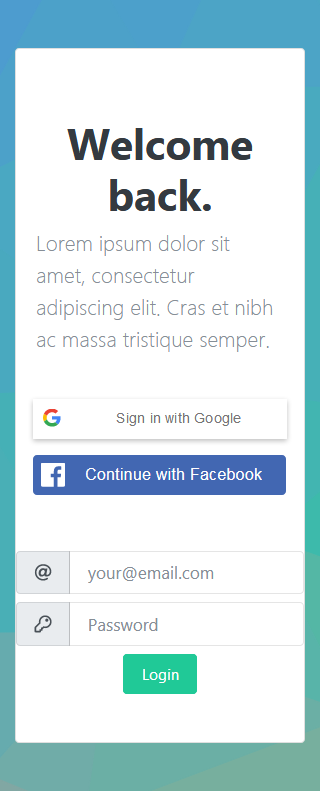 Welcome
back.
Lorem ipsum dolor sit
amet, consectetur
adipiscing elit. Cras et nibh
ac massa tristique semper.
Sign in with Google
Continue with Facebook
@ your@email.com
Password
Login